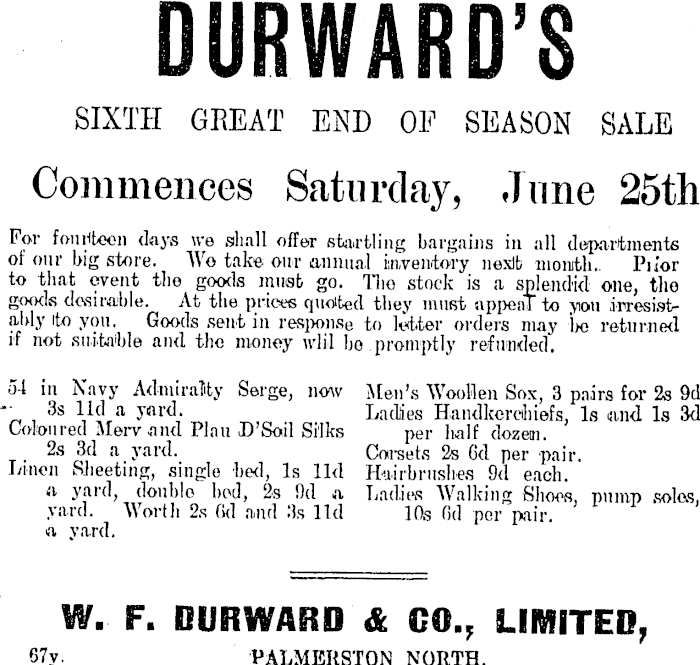 DURWARD'S
SIXTH GREAT END OF SEASON SALE
Commences Saturday, June 25th
For fourteen days we shall offer startling bargains in all departments
of our big store. We take our annual inventory next month. Prior
to that event the goods must go. The stock is a splendid one, the
goods desirable. At the prices quoted they must appeal to you irresist-
ably to you. Goods sent in response to letter orders may be returned
if not suitable and the money wlil be promptly refunded.
54 in Navy Admiralty Serge, now
3s 11d a yard.
Coloured Merv and Plau D'Soil Silks
2s 3d a yard.
Linen Sheeting, single bed, 1s 11d
a yard, double bed, 2s 9d a
yard. Worth 2s 6d and 3s 11d
a yard.
Men's Woollen Sox, 3 pairs for 2s 9d
Ladies Handkerchiefs, 1s and 1s 3d
per half dozen.
Corsets 2s 6d per pair.
Hairbrushes 9d each.
Ladies Walking Shoes, pump soles,
10s 6d per pair.
W. F. DURWARD & CO., LIMITED,
67y. PALMERSTON NORTH.